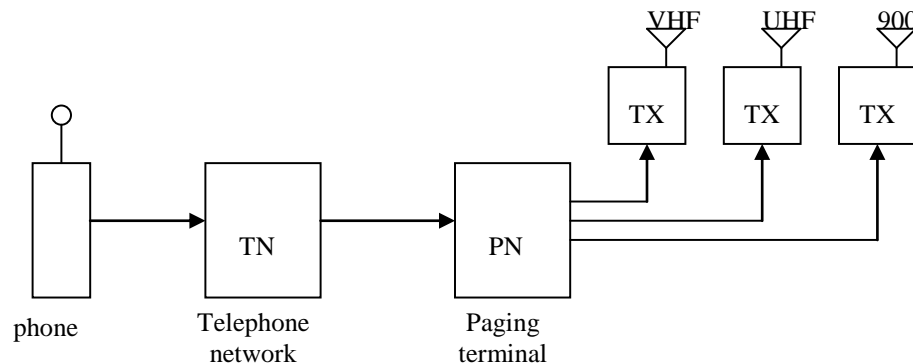 VHF UHF 900
TX TX TX
TN PN
phone
Telephone
network
Paging
terminal